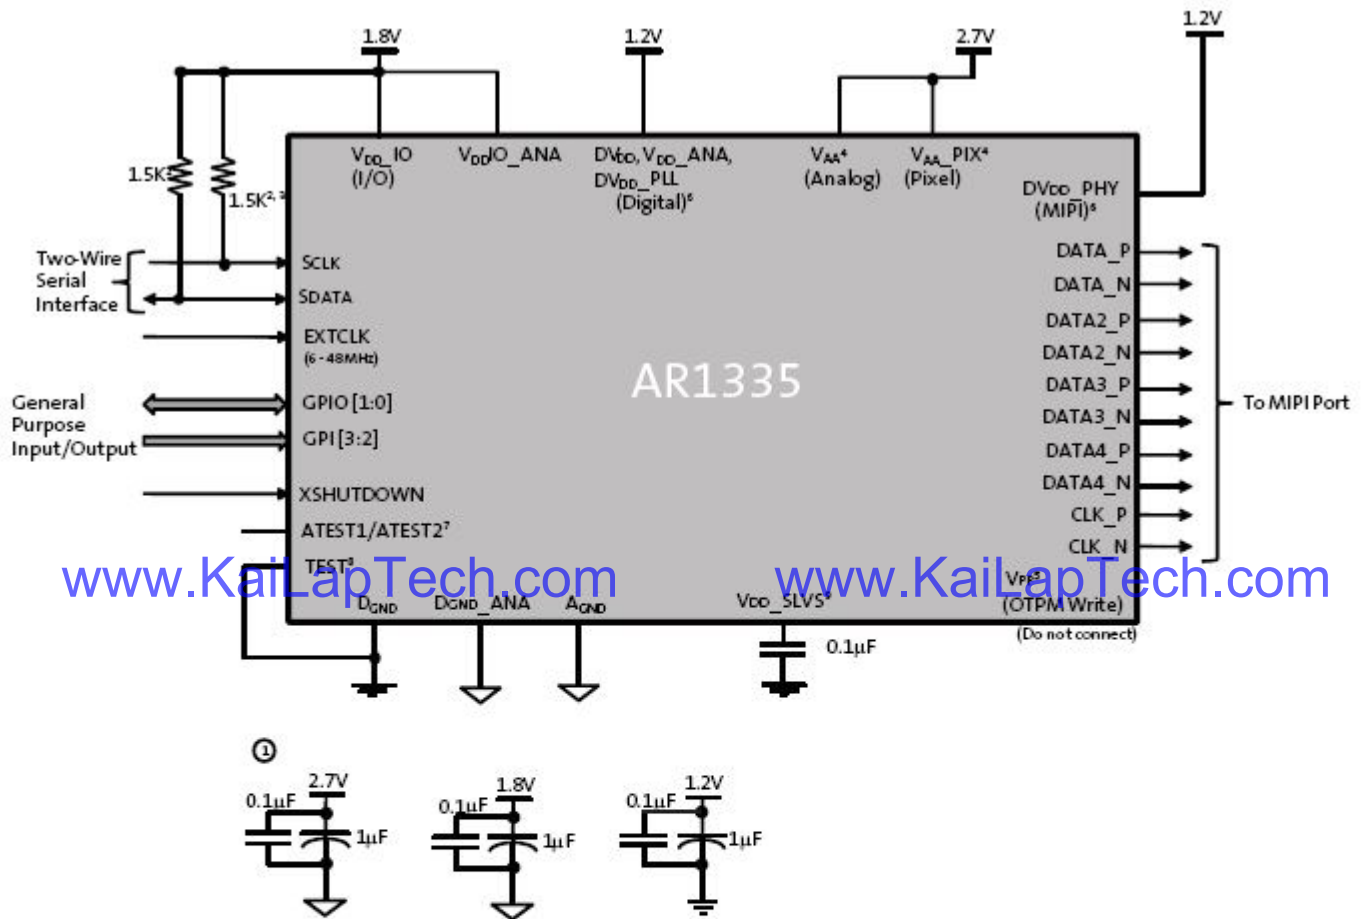 1.8V
1.2V
2.7V
1.2V
VDD_IO
(I/O)
VDDIO_ANA
DVDD, VDD_ANA,
DVDD_PLL
(Digital)⁶
VAA⁴
(Analog)
VAA_PIX⁴
(Pixel)
DVDD_PHY
(MIPI)⁶
1.5K²
1.5K², ³
Two-Wire
Serial
Interface
SCLK
SDATA
EXTCLK
(6 - 48MHz)
General
Purpose
Input/Output
GPIO [1:0]
GPI [3:2]
XSHUTDOWN
ATEST1/ATEST2⁷
TEST⁸
AR1335
DATA_P
DATA_N
DATA2_P
DATA2_N
DATA3_P
DATA3_N
DATA4_P
DATA4_N
CLK_P
CLK_N
To MIPI Port
www.KaiLapTech.com
www.KaiLapTech.com
DGND
DGND_ANA
AGND
VDD_SLVS⁹
VPP⁵
(OTPM Write)
(Do not connect)
0.1μF
①
2.7V
0.1μF
1μF
1.8V
0.1μF
1μF
1.2V
0.1μF
1μF